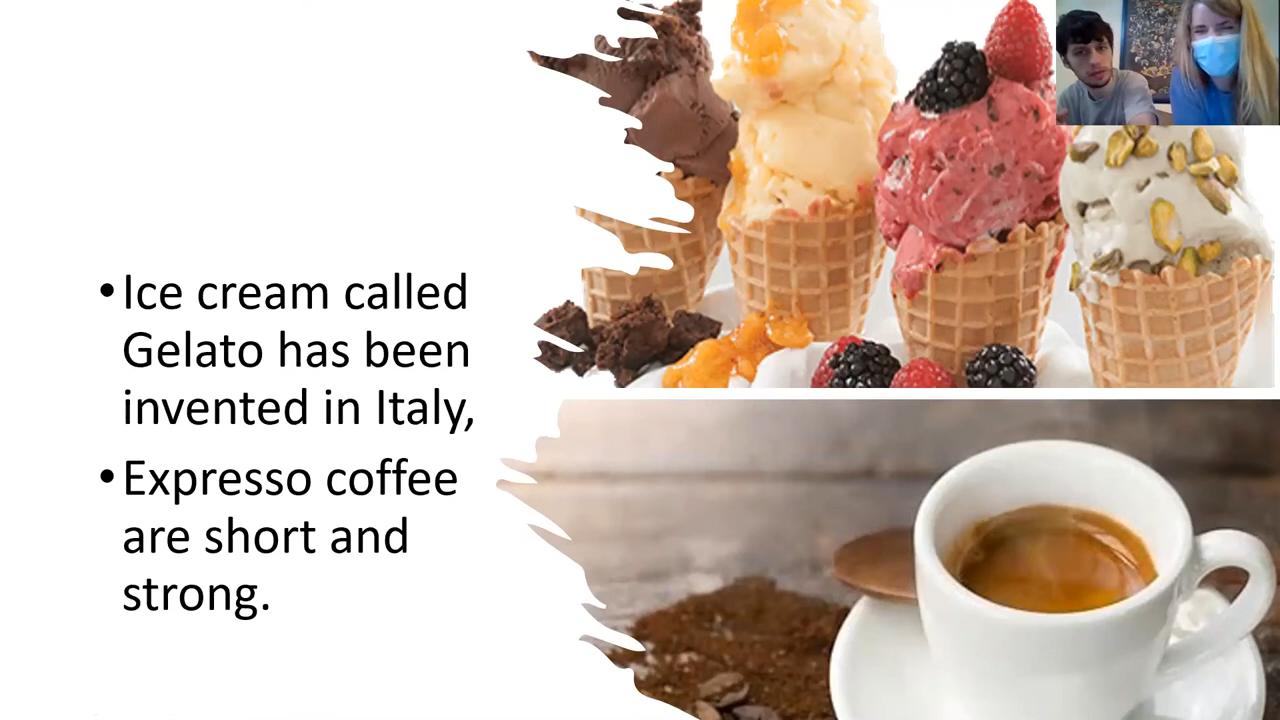 •Ice cream called
Gelato has been
invented in Italy,
•Expresso coffee
are short and
strong.